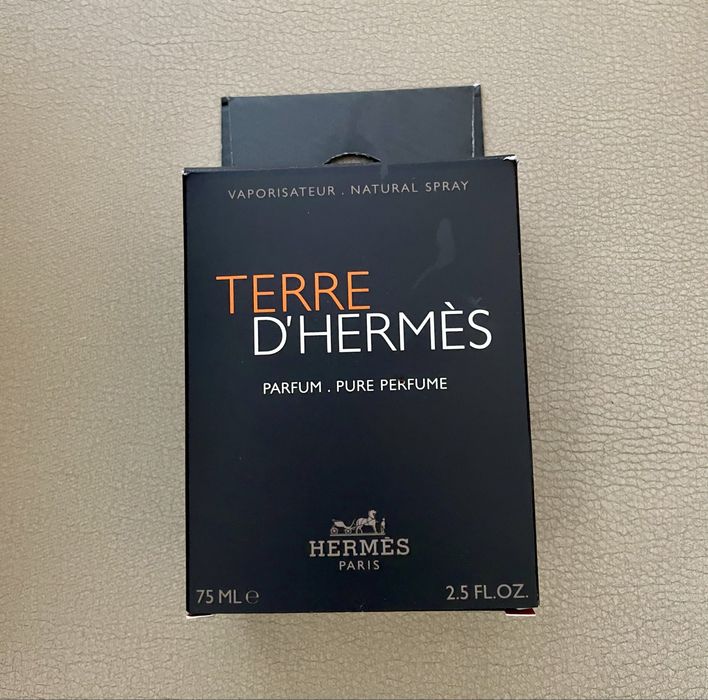 VAPORISATEUR . NATURAL SPRAY
TERRE
D'HERMÈS
PARFUM . PURE PERFUME
HERMÈS
PARIS
75 ML ℮ 2.5 FL.OZ.